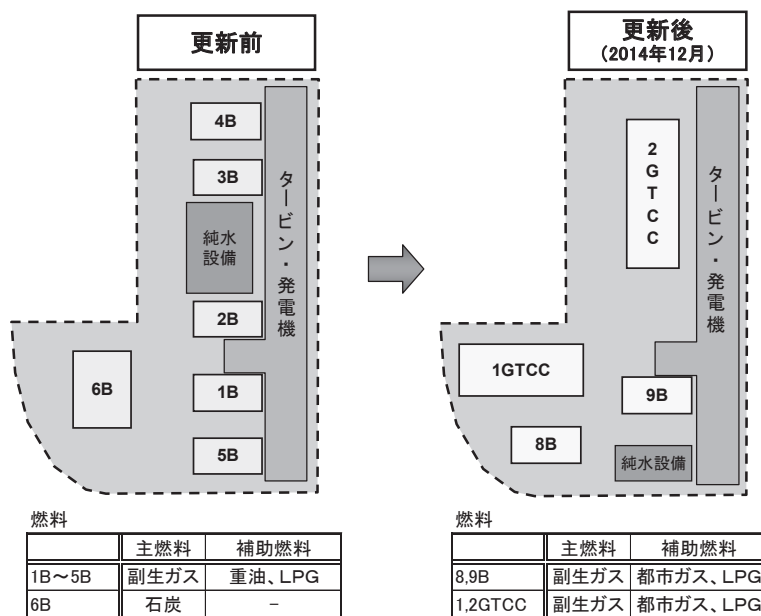 更新前
4B
3B
純水
設備
2B
1B
5B
6B
タービン・発電機
燃料
主燃料 補助燃料
1B～5B 副生ガス 重油、LPG
6B 石炭 －
更新後
(2014年12月)
2GTCC
タービン・発電機
1GTCC
9B
8B
純水設備
燃料
主燃料 補助燃料
8,9B 副生ガス 都市ガス、LPG
1,2GTCC 副生ガス 都市ガス、LPG